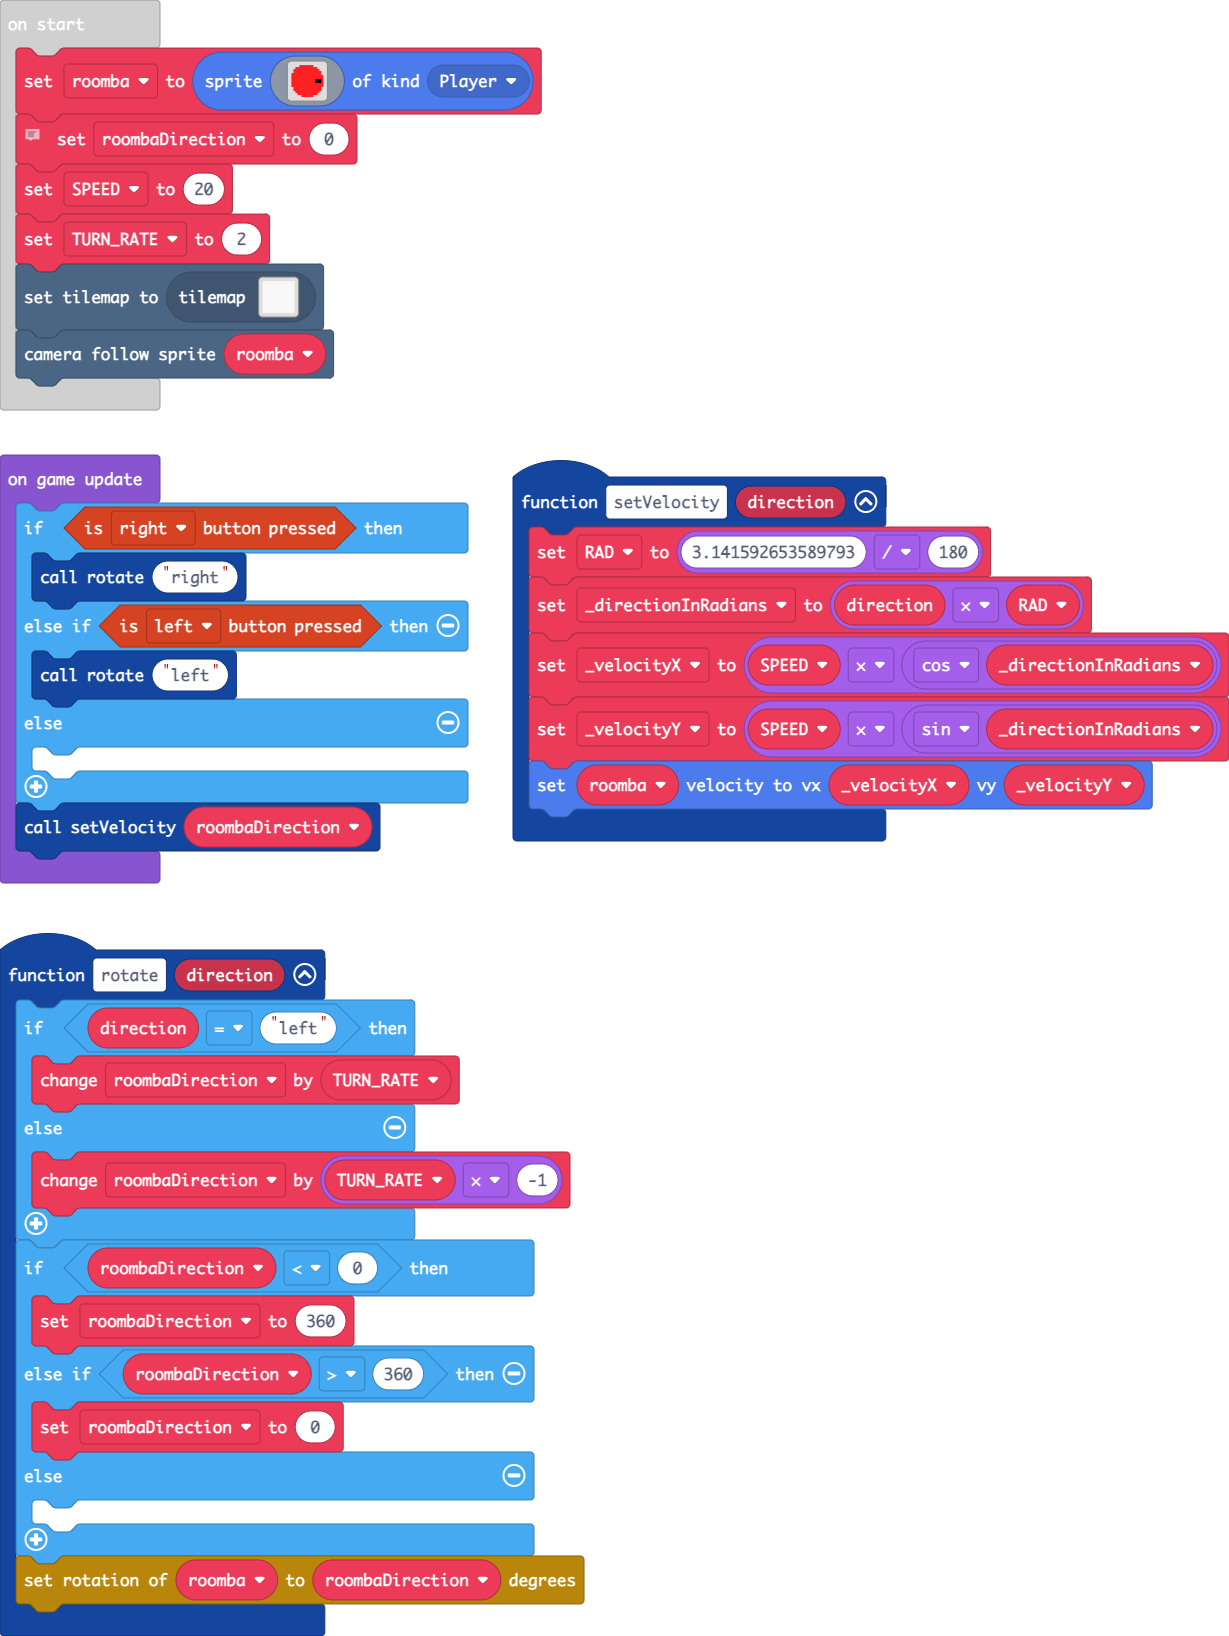 on start
set roomba to sprite of kind Player
set roombaDirection to 0
set SPEED to 20
set TURN_RATE to 2
set tilemap to tilemap
camera follow sprite roomba
on game update
if is right button pressed then
call rotate "right"
else if is left button pressed then
call rotate "left"
else
call setVelocity roombaDirection
function setVelocity direction
set RAD to 3.141592653589793 / 180
set _directionInRadians to direction × RAD
set _velocityX to SPEED × cos _directionInRadians
set _velocityY to SPEED × sin _directionInRadians
set roomba velocity to vx _velocityX vy _velocityY
function rotate direction
if direction = "left" then
change roombaDirection by TURN_RATE
else
change roombaDirection by TURN_RATE × -1
if roombaDirection < 0 then
set roombaDirection to 360
else if roombaDirection > 360 then
set roombaDirection to 0
else
set rotation of roomba to roombaDirection degrees